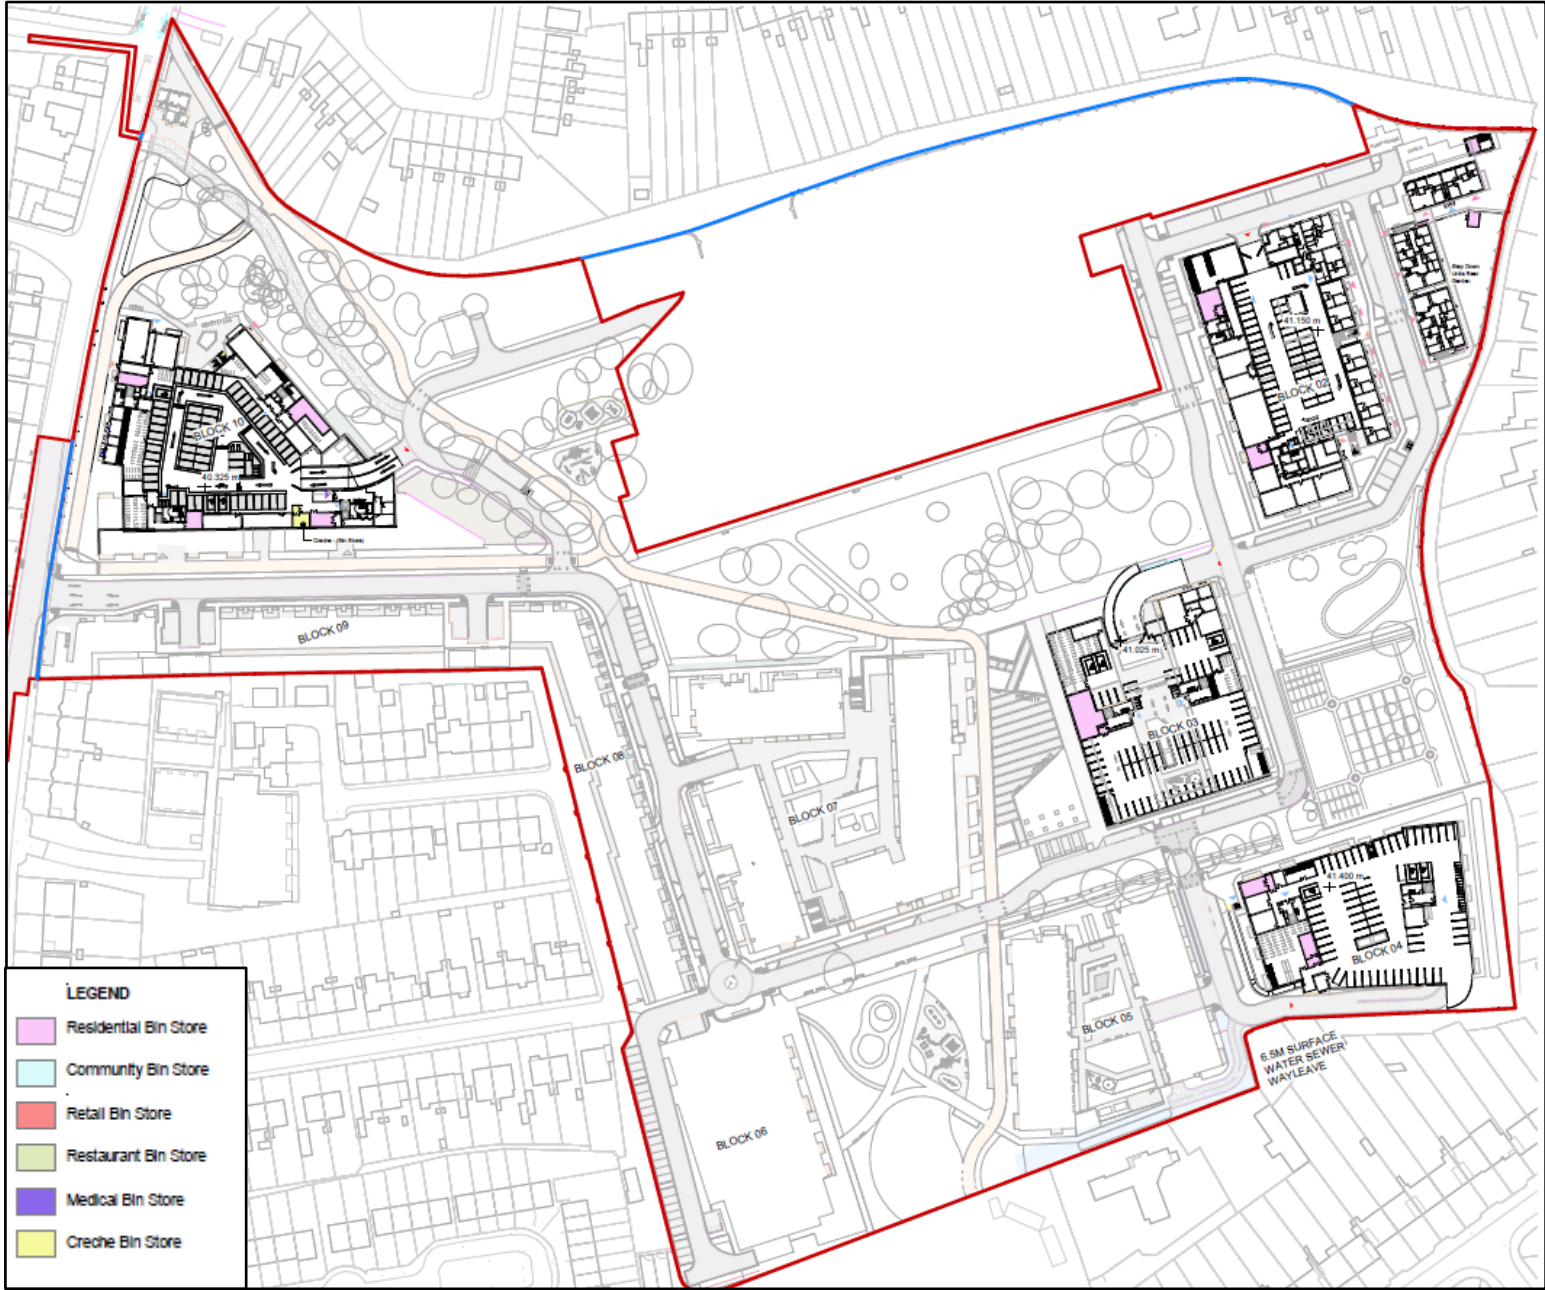 41.150 m
BLOCK 02
BLOCK 10
40.325 m
Creche - (Bin Store)
BLOCK 09
41.025 m
BLOCK 03
BLOCK 08
BLOCK 07
41.400 m
BLOCK 04
BLOCK 05
6.5M SURFACE
WATER SEWER
WAYLEAVE
BLOCK 06
LEGEND
Residential Bin Store
Community Bin Store
Retail Bin Store
Restaurant Bin Store
Medical Bin Store
Creche Bin Store